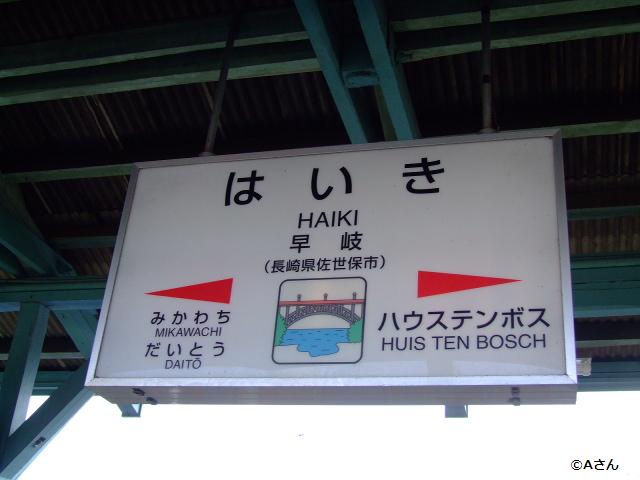 はいき
HAIKI
早岐
(長崎県佐世保市)
みかわち
MIKAWACHI
だいとう
DAITŌ
ハウステンボス
HUIS TEN BOSCH
©Aさん